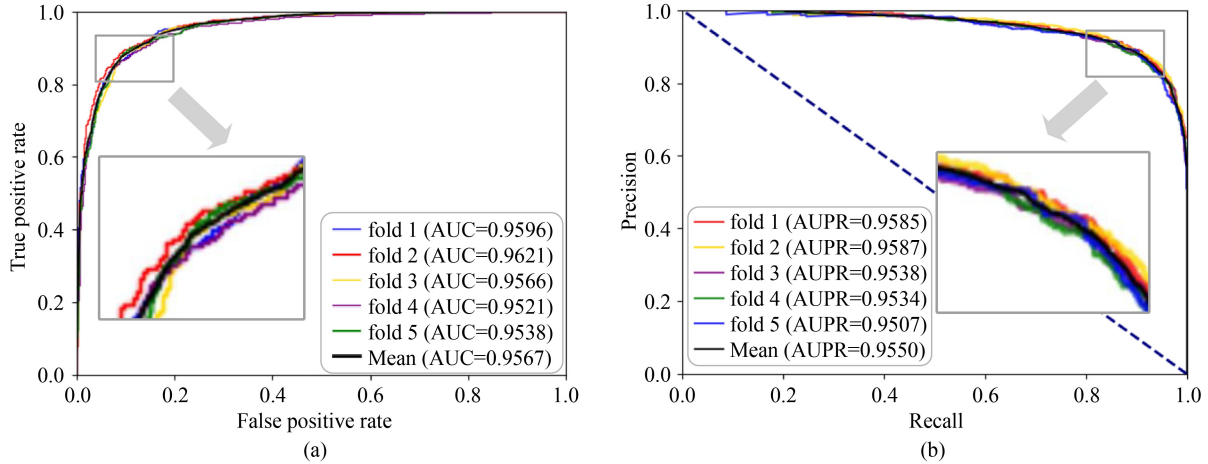 1.0
0.8
0.6
0.4
0.2
0.0
True positive rate
fold 1 (AUC=0.9596)
fold 2 (AUC=0.9621)
fold 3 (AUC=0.9566)
fold 4 (AUC=0.9521)
fold 5 (AUC=0.9538)
Mean (AUC=0.9567)
0.0 0.2 0.4 0.6 0.8 1.0
False positive rate
(a)
1.0
0.8
0.6
0.4
0.2
0.0
Precision
fold 1 (AUPR=0.9585)
fold 2 (AUPR=0.9587)
fold 3 (AUPR=0.9538)
fold 4 (AUPR=0.9534)
fold 5 (AUPR=0.9507)
Mean (AUPR=0.9550)
0.0 0.2 0.4 0.6 0.8 1.0
Recall
(b)